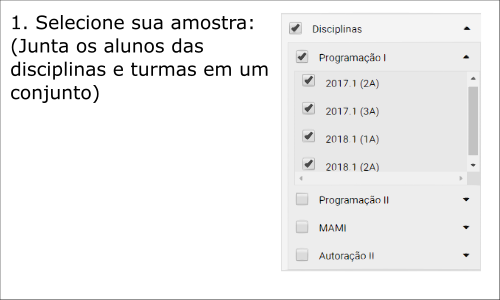 1. Selecione sua amostra:
(Junta os alunos das
disciplinas e turmas em um
conjunto)
Disciplinas
Programação I
2017.1 (2A)
2017.1 (3A)
2018.1 (1A)
2018.1 (2A)
Programação II
MAMI
Autoração II